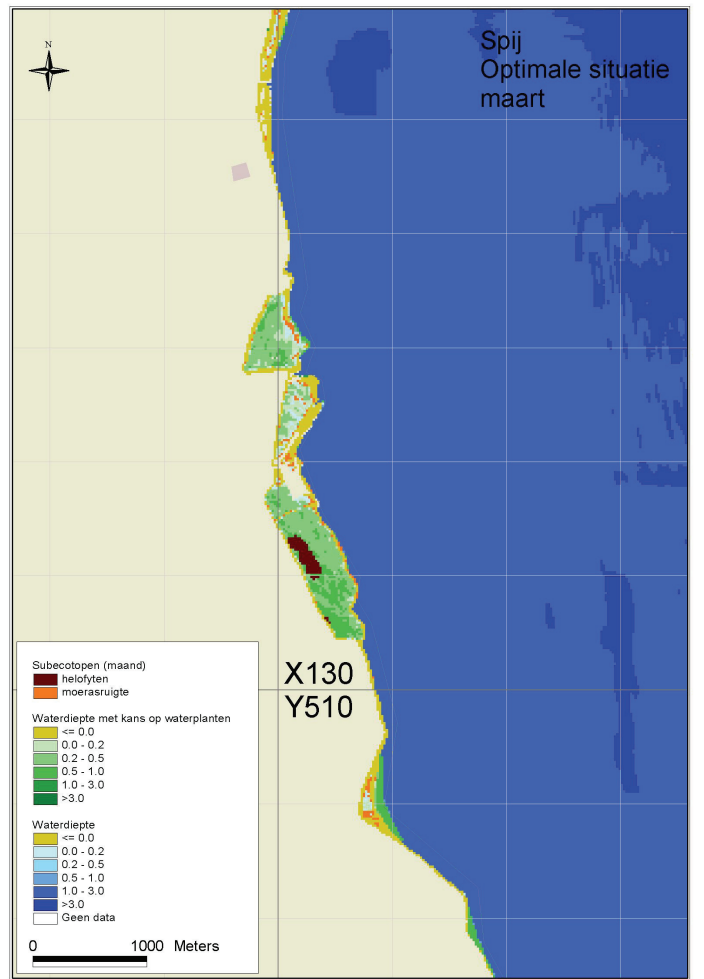 N
Spij
Optimale situatie
maart
X130
Y510
Subecotopen (maand)
helofyten
moerasruigte
Waterdiepte met kans op waterplanten
<= 0.0
0.0 - 0.2
0.2 - 0.5
0.5 - 1.0
1.0 - 3.0
>3.0
Waterdiepte
<= 0.0
0.0 - 0.2
0.2 - 0.5
0.5 - 1.0
1.0 - 3.0
>3.0
Geen data
0 1000 Meters